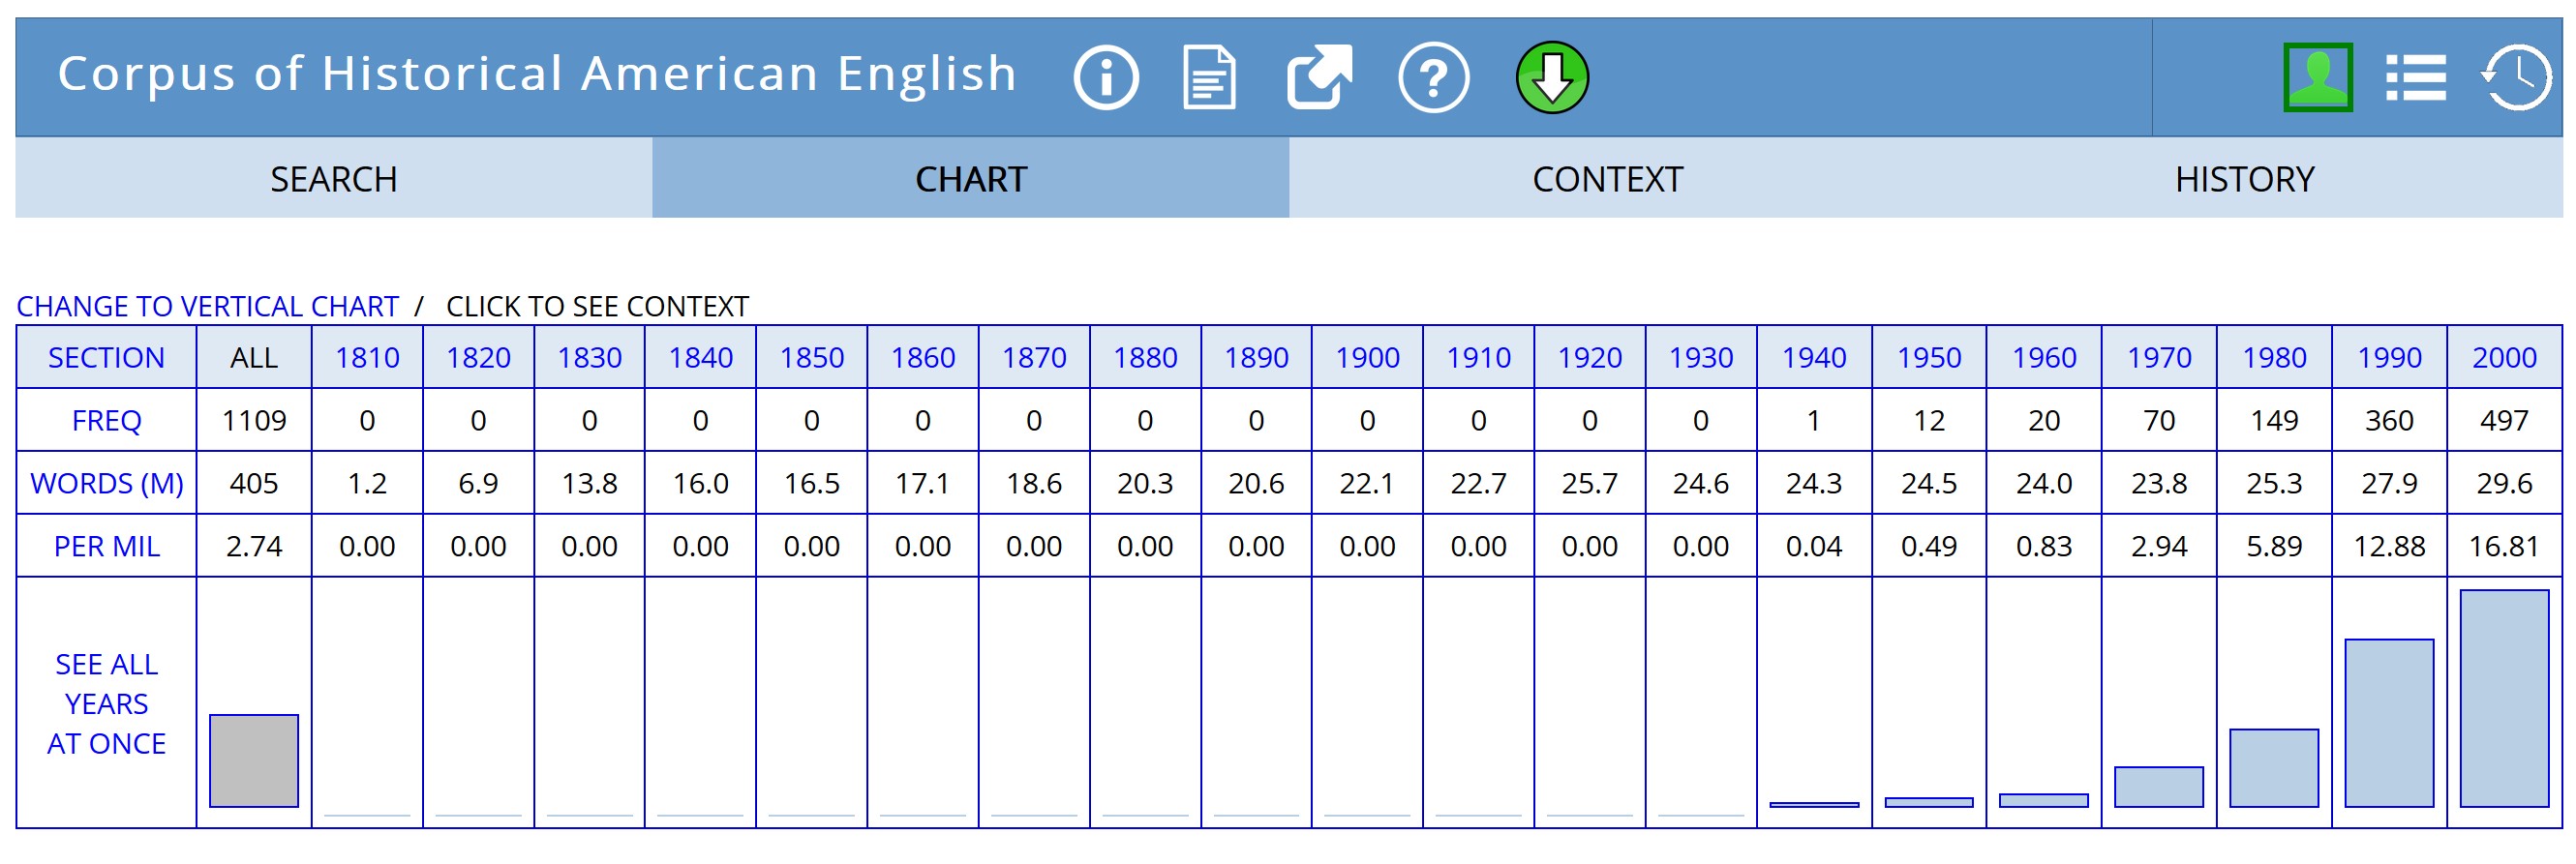 Corpus of Historical American English
SEARCH CHART CONTEXT HISTORY
CHANGE TO VERTICAL CHART / CLICK TO SEE CONTEXT
SECTION ALL 1810 1820 1830 1840 1850 1860 1870 1880 1890 1900 1910 1920 1930 1940 1950 1960 1970 1980 1990 2000
FREQ 1109 0 0 0 0 0 0 0 0 0 0 0 0 0 1 12 20 70 149 360 497
WORDS (M) 405 1.2 6.9 13.8 16.0 16.5 17.1 18.6 20.3 20.6 22.1 22.7 25.7 24.6 24.3 24.5 24.0 23.8 25.3 27.9 29.6
PER MIL 2.74 0.00 0.00 0.00 0.00 0.00 0.00 0.00 0.00 0.00 0.00 0.00 0.00 0.00 0.04 0.49 0.83 2.94 5.89 12.88 16.81
SEE ALL
YEARS
AT ONCE